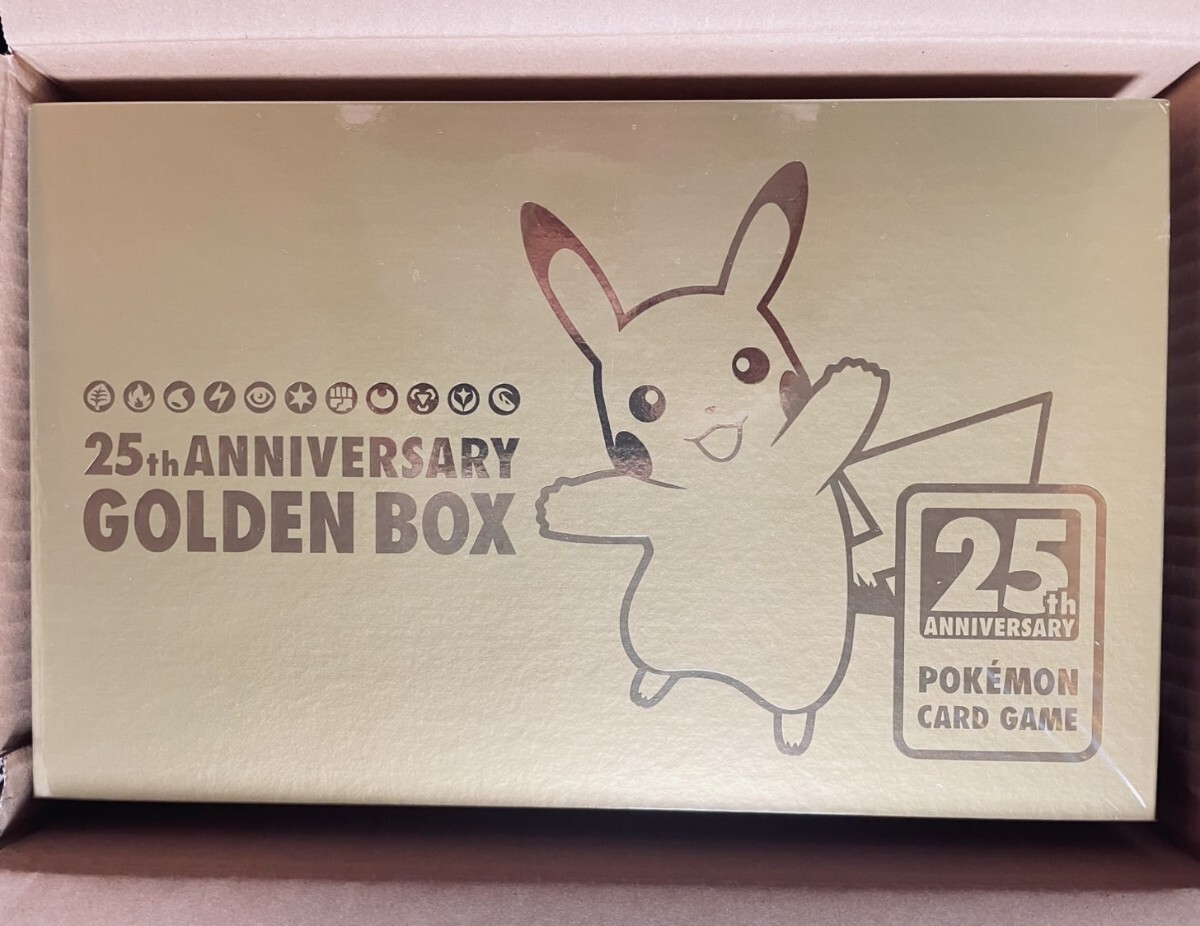 25th ANNIVERSARY
GOLDEN BOX
25th
ANNIVERSARY
POKÉMON
CARD GAME